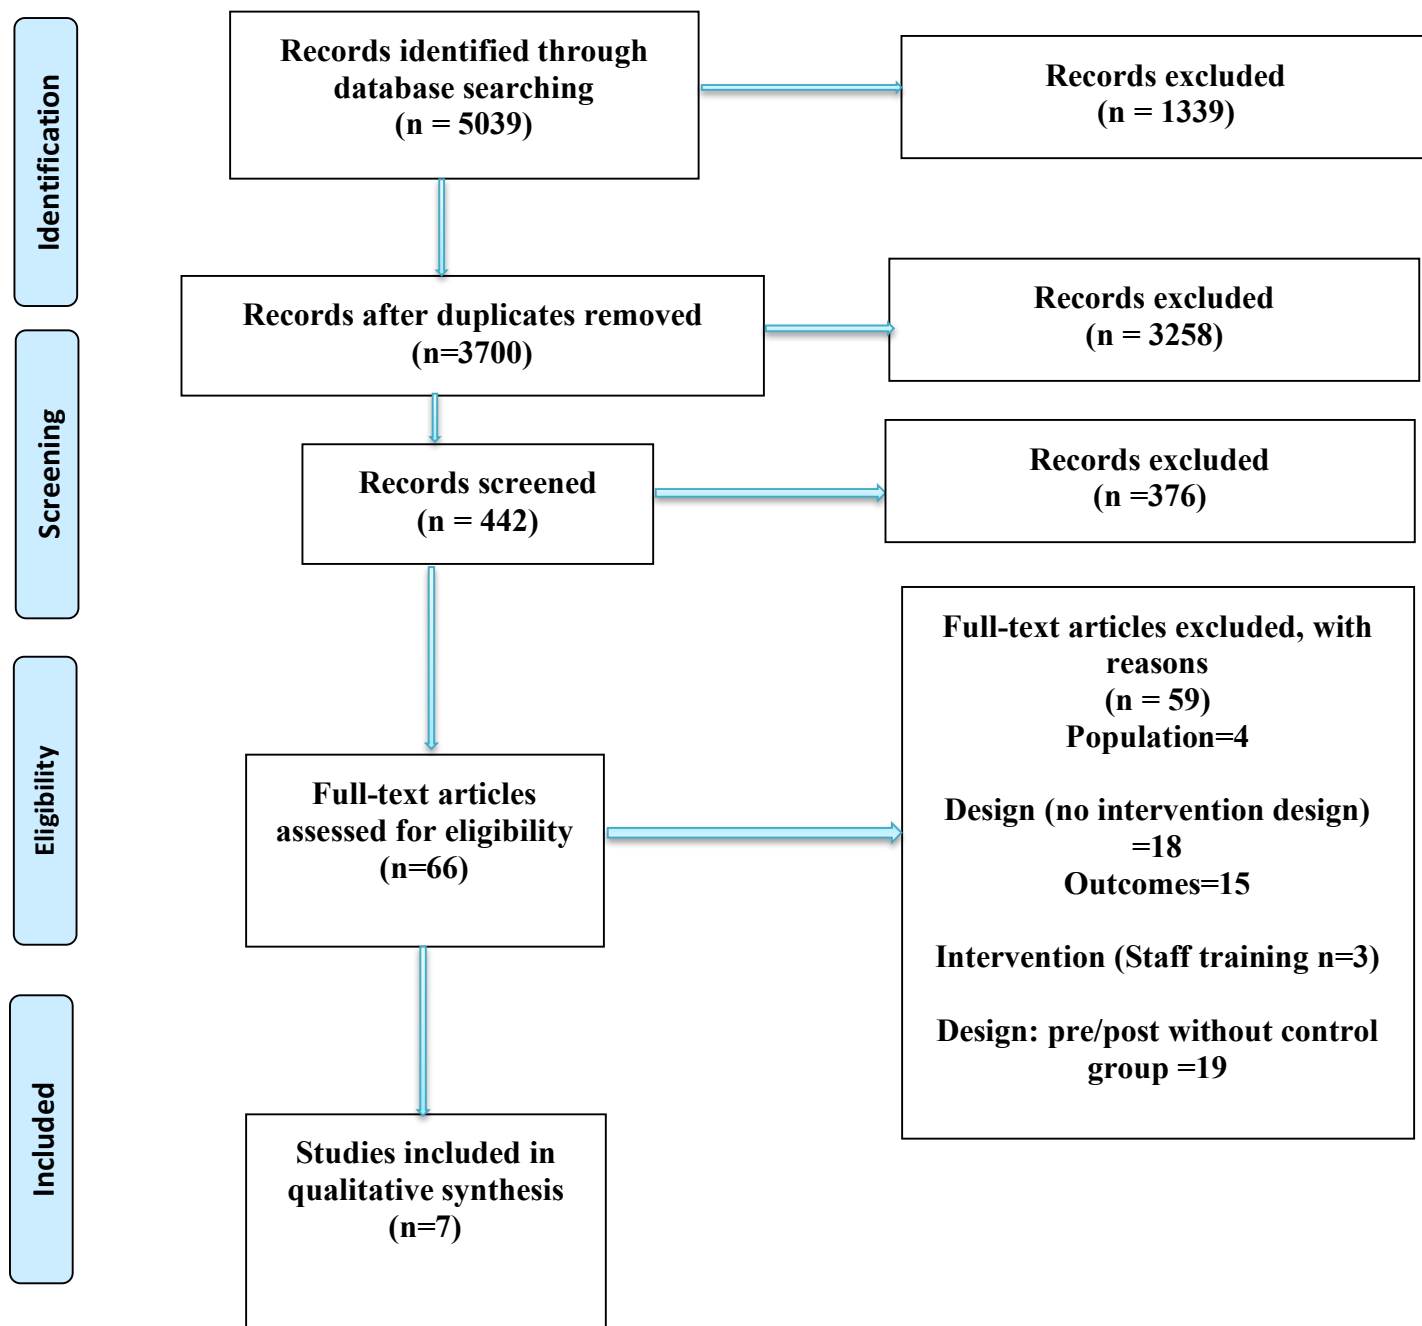 Identification
Records identified through
database searching
(n = 5039)
Records excluded
(n = 1339)
Records after duplicates removed
(n=3700)
Records excluded
(n = 3258)
Screening
Records screened
(n = 442)
Records excluded
(n =376)
Eligibility
Full-text articles
assessed for eligibility
(n=66)
Full-text articles excluded, with
reasons
(n = 59)
Population=4
Design (no intervention design)
=18
Outcomes=15
Intervention (Staff training n=3)
Design: pre/post without control
group =19
Included
Studies included in
qualitative synthesis
(n=7)